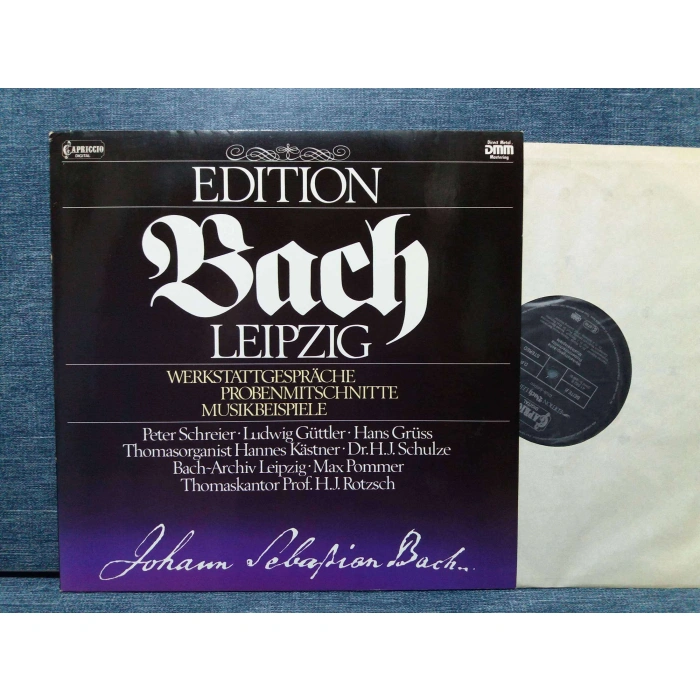 CAPRICCIO
DIGITAL
Direct Metal
DMM
Mastering
EDITION
Bach
LEIPZIG
WERKSTATTGESPRÄCHE
PROBENMITSCHNITTE
MUSIKBEISPIELE
Peter Schreier · Ludwig Güttler · Hans Grüss
Thomasorganist Hannes Kästner · Dr. H.J. Schulze
Bach-Archiv Leipzig · Max Pommer
Thomaskantor Prof. H.J. Rotzsch
Johann Sebaſtian Bach